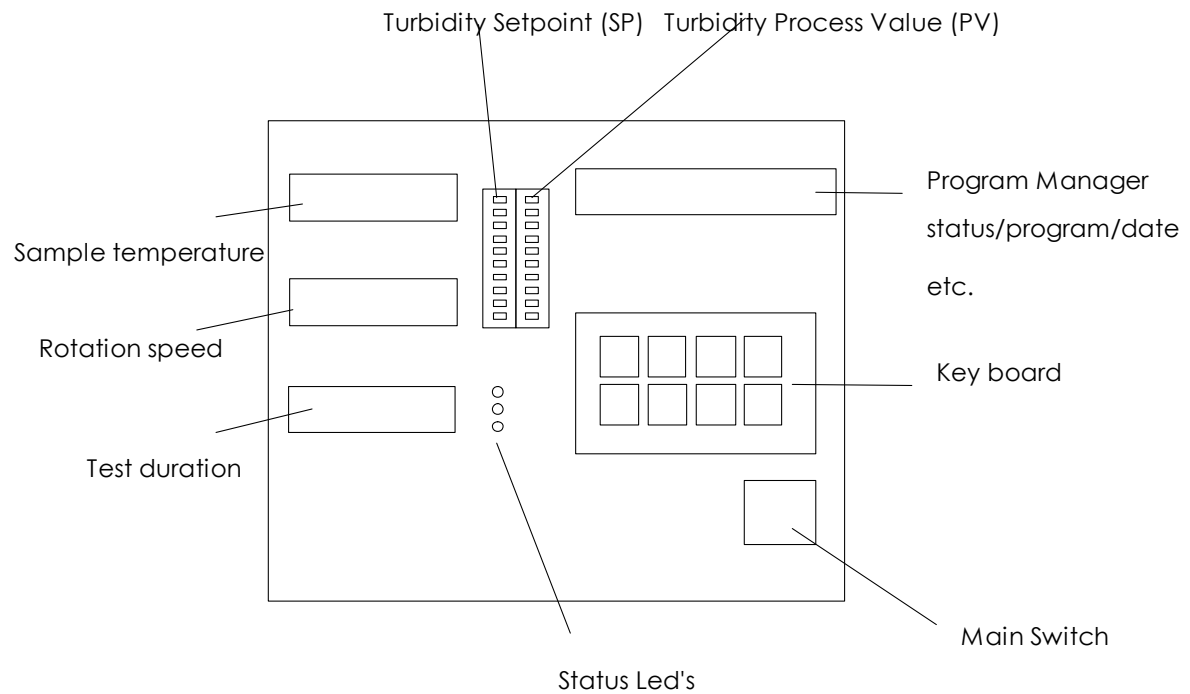 Turbidity Setpoint (SP) Turbidity Process Value (PV)
Program Manager
status/program/date
etc.
Sample temperature
Rotation speed
Key board
Test duration
Main Switch
Status Led's